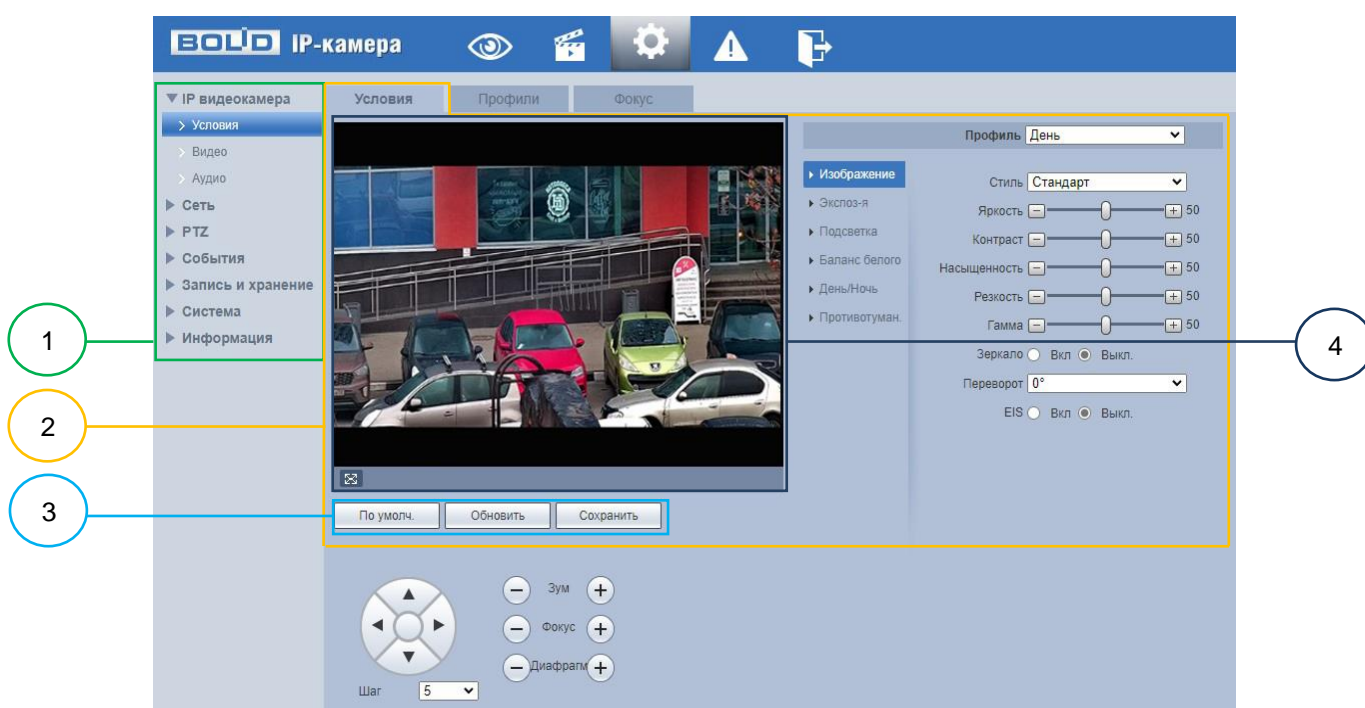 BOLID IP-камера
IP видеокамера
Условия
Видео
Аудио
Сеть
PTZ
События
Запись и хранение
Система
Информация
Условия Профили Фокус
Профиль День
Изображение
Экспоз-я
Подсветка
Баланс белого
День/Ночь
Противотуман.
Стиль Стандарт
Яркость 50
Контраст 50
Насыщенность 50
Резкость 50
Гамма 50
Зеркало Вкл Выкл.
Переворот 0°
EIS Вкл Выкл.
По умолч. Обновить Сохранить
Зум
Фокус
Диафрагм
Шаг 5
1
2
3
4